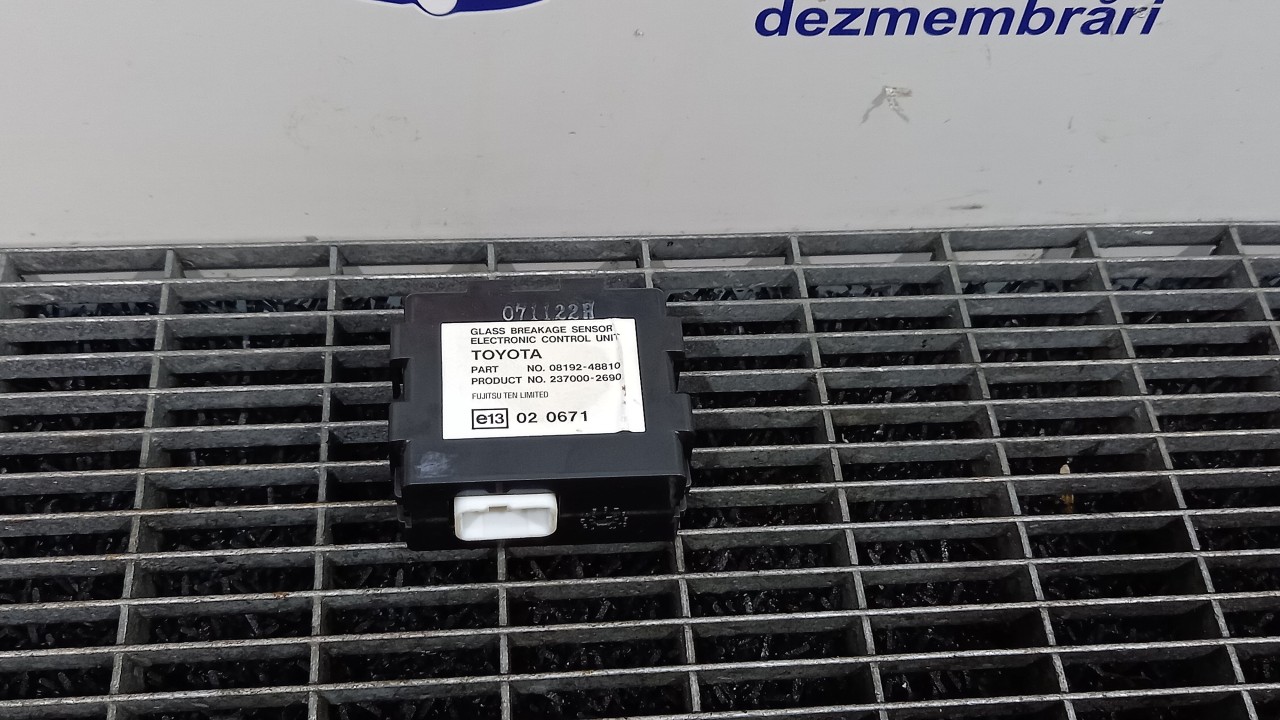 dezmembrări
071122H
GLASS BREAKAGE SENSOR
ELECTRONIC CONTROL UNIT
TOYOTA
PART NO. 08192-48810
PRODUCT NO. 237000-2690
FUJITSU TEN LIMITED
e13 02 0671